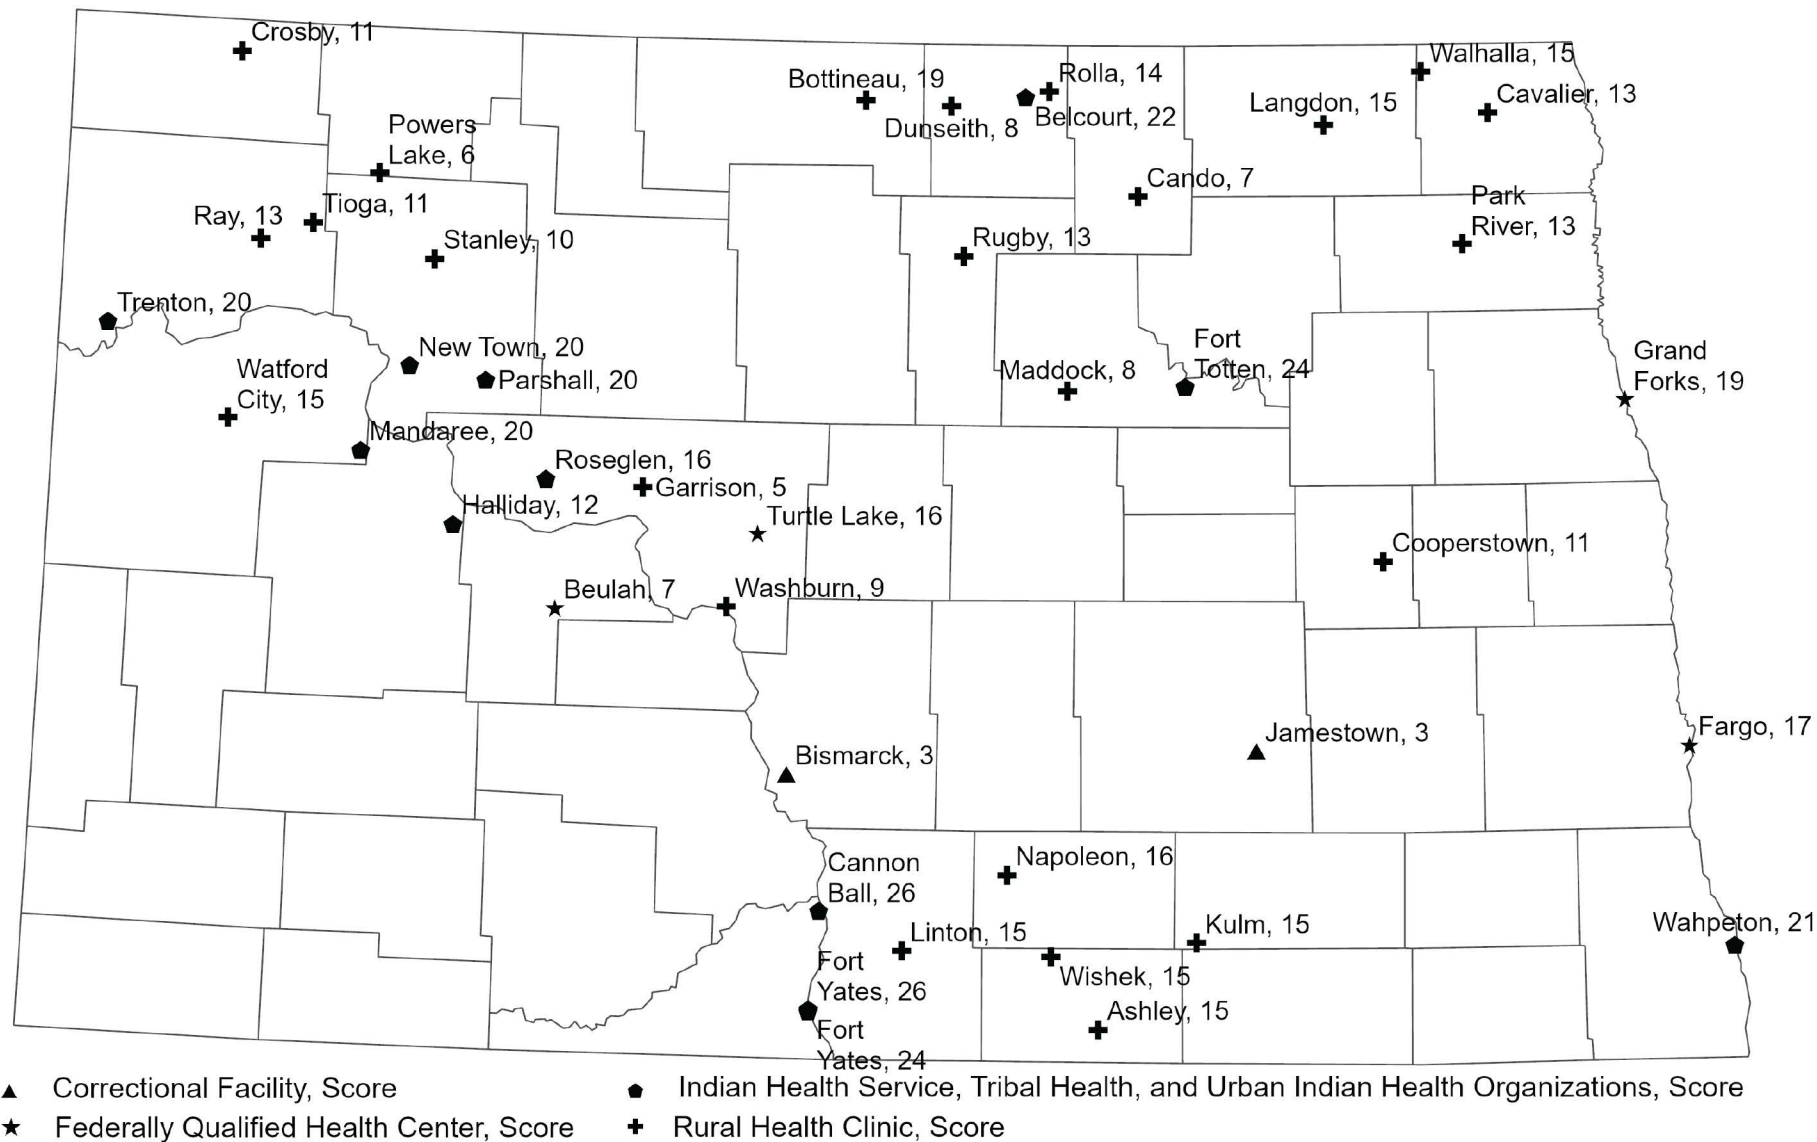 Crosby, 11
Walhalla, 15
Bottineau, 19
Rolla, 14
Cavalier, 13
Langdon, 15
Belcourt, 22
Dunseith, 8
Powers
Lake, 6
Cando, 7
Park
River, 13
Tioga, 11
Ray, 13
Stanley, 10
Rugby, 13
Trenton, 20
New Town, 20
Parshall, 20
Fort
Totten, 24
Maddock, 8
Grand
Forks, 19
Watford
City, 15
Mandaree, 20
Roseglen, 16
Garrison, 5
Halliday, 12
Turtle Lake, 16
Cooperstown, 11
Beulah, 7
Washburn, 9
Fargo, 17
Jamestown, 3
Bismarck, 3
Cannon
Ball, 26
Napoleon, 16
Linton, 15
Kulm, 15
Wahpeton, 21
Fort
Yates, 26
Wishek, 15
Ashley, 15
Fort
Yates, 24
Correctional Facility, Score
Indian Health Service, Tribal Health, and Urban Indian Health Organizations, Score
Federally Qualified Health Center, Score
Rural Health Clinic, Score